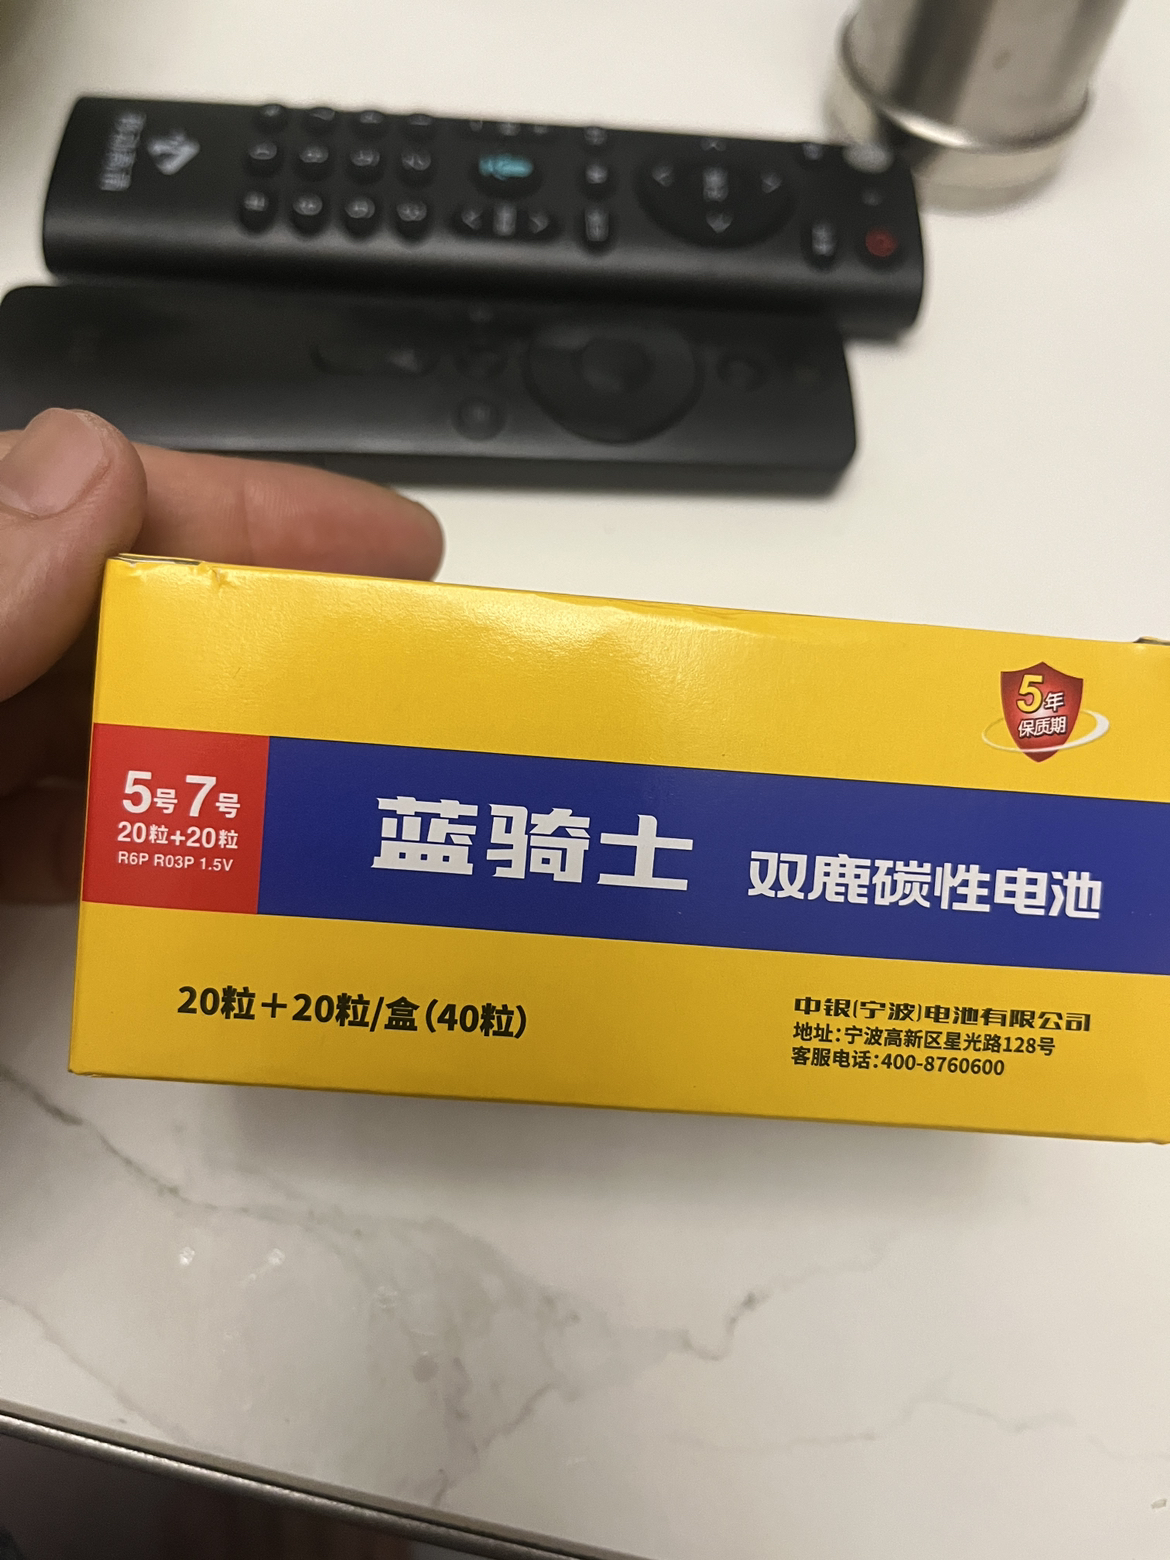 5年
保质期
5号7号
20粒+20粒
R6P R03P 1.5V
蓝骑士 双鹿碳性电池
20粒+20粒/盒(40粒)
中银(宁波)电池有限公司
地址:宁波高新区星光路128号
客服电话:400-8760600